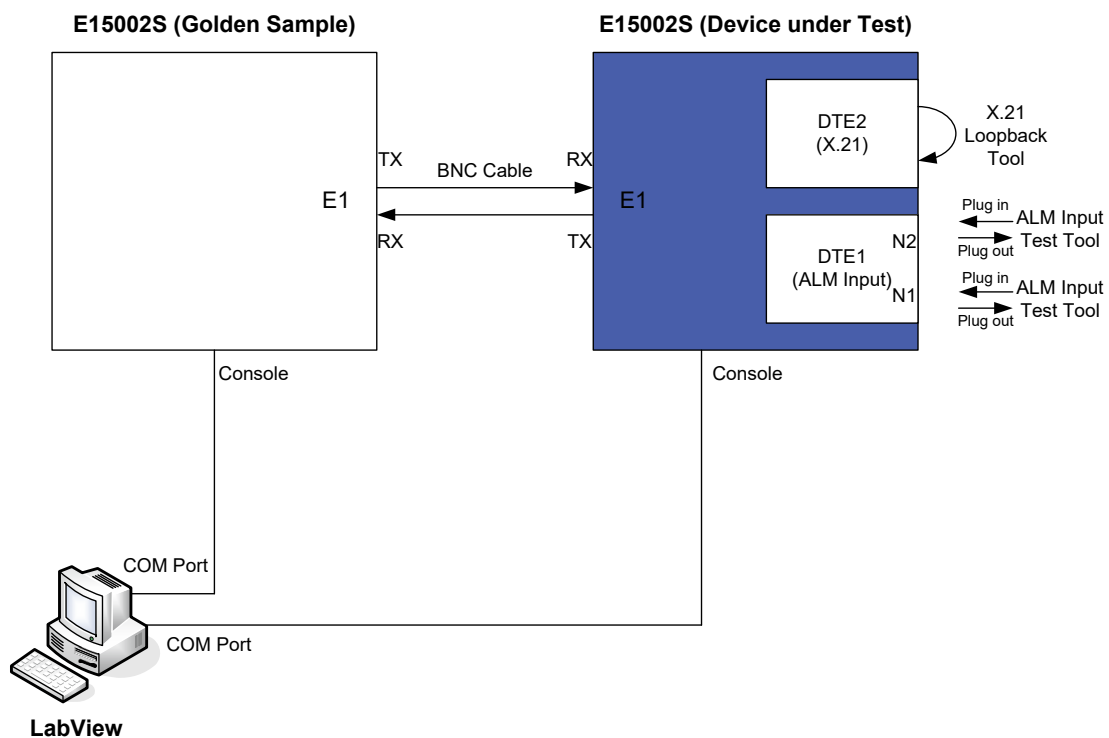 E15002S (Golden Sample)
E15002S (Device under Test)
DTE2
(X.21)
X.21
Loopback
Tool
TX
BNC Cable
RX
E1
E1
RX
TX
DTE1
(ALM Input)
N2
N1
Plug in
Plug out
ALM Input
Test Tool
Plug in
Plug out
ALM Input
Test Tool
Console
Console
COM Port
COM Port
LabView